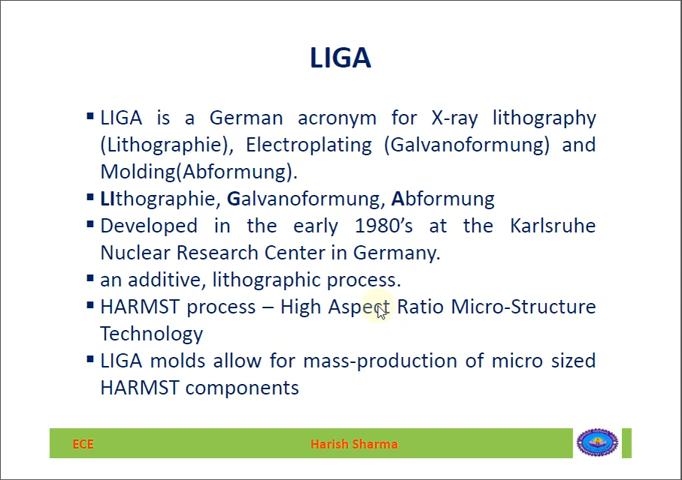 LIGA
▪ LIGA is a German acronym for X-ray lithography
(Lithographie), Electroplating (Galvanoformung) and
Molding(Abformung).
▪ LIthographie, Galvanoformung, Abformung
▪ Developed in the early 1980's at the Karlsruhe
Nuclear Research Center in Germany.
▪ an additive, lithographic process.
▪ HARMST process – High Aspect Ratio Micro-Structure
Technology
▪ LIGA molds allow for mass-production of micro sized
HARMST components
ECE Harish Sharma